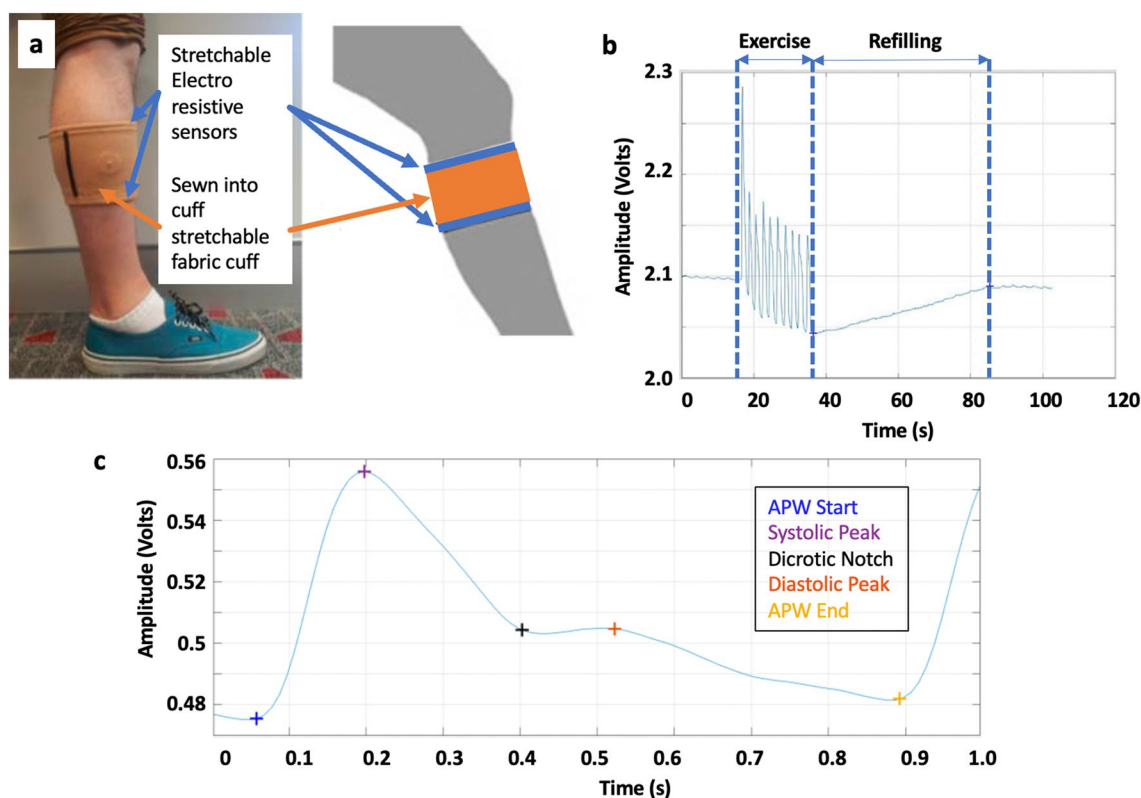 a
Stretchable
Electro
resistive
sensors
Sewn into
cuff
stretchable
fabric cuff
b
Exercise
Refilling
2.3
2.2
2.1
2.0
Amplitude (Volts)
0 20 40 60 80 100 120
Time (s)
c
0.56
0.54
0.52
0.5
0.48
Amplitude (Volts)
APW Start
Systolic Peak
Dicrotic Notch
Diastolic Peak
APW End
0 0.1 0.2 0.3 0.4 0.5 0.6 0.7 0.8 0.9 1.0
Time (s)